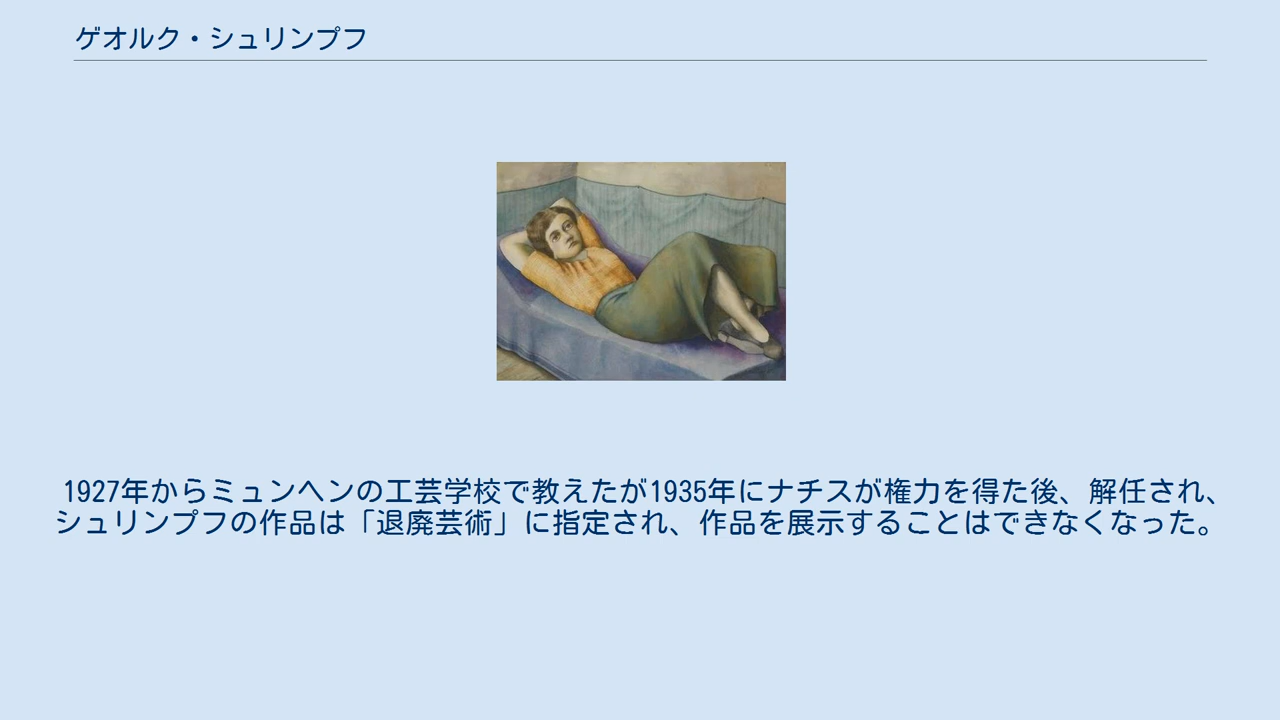 ゲオルク・シュリンプフ
1927年からミュンヘンの工芸学校で教えたが1935年にナチスが権力を得た後、解任され、
シュリンプフの作品は「退廃芸術」に指定され、作品を展示することはできなくなった。